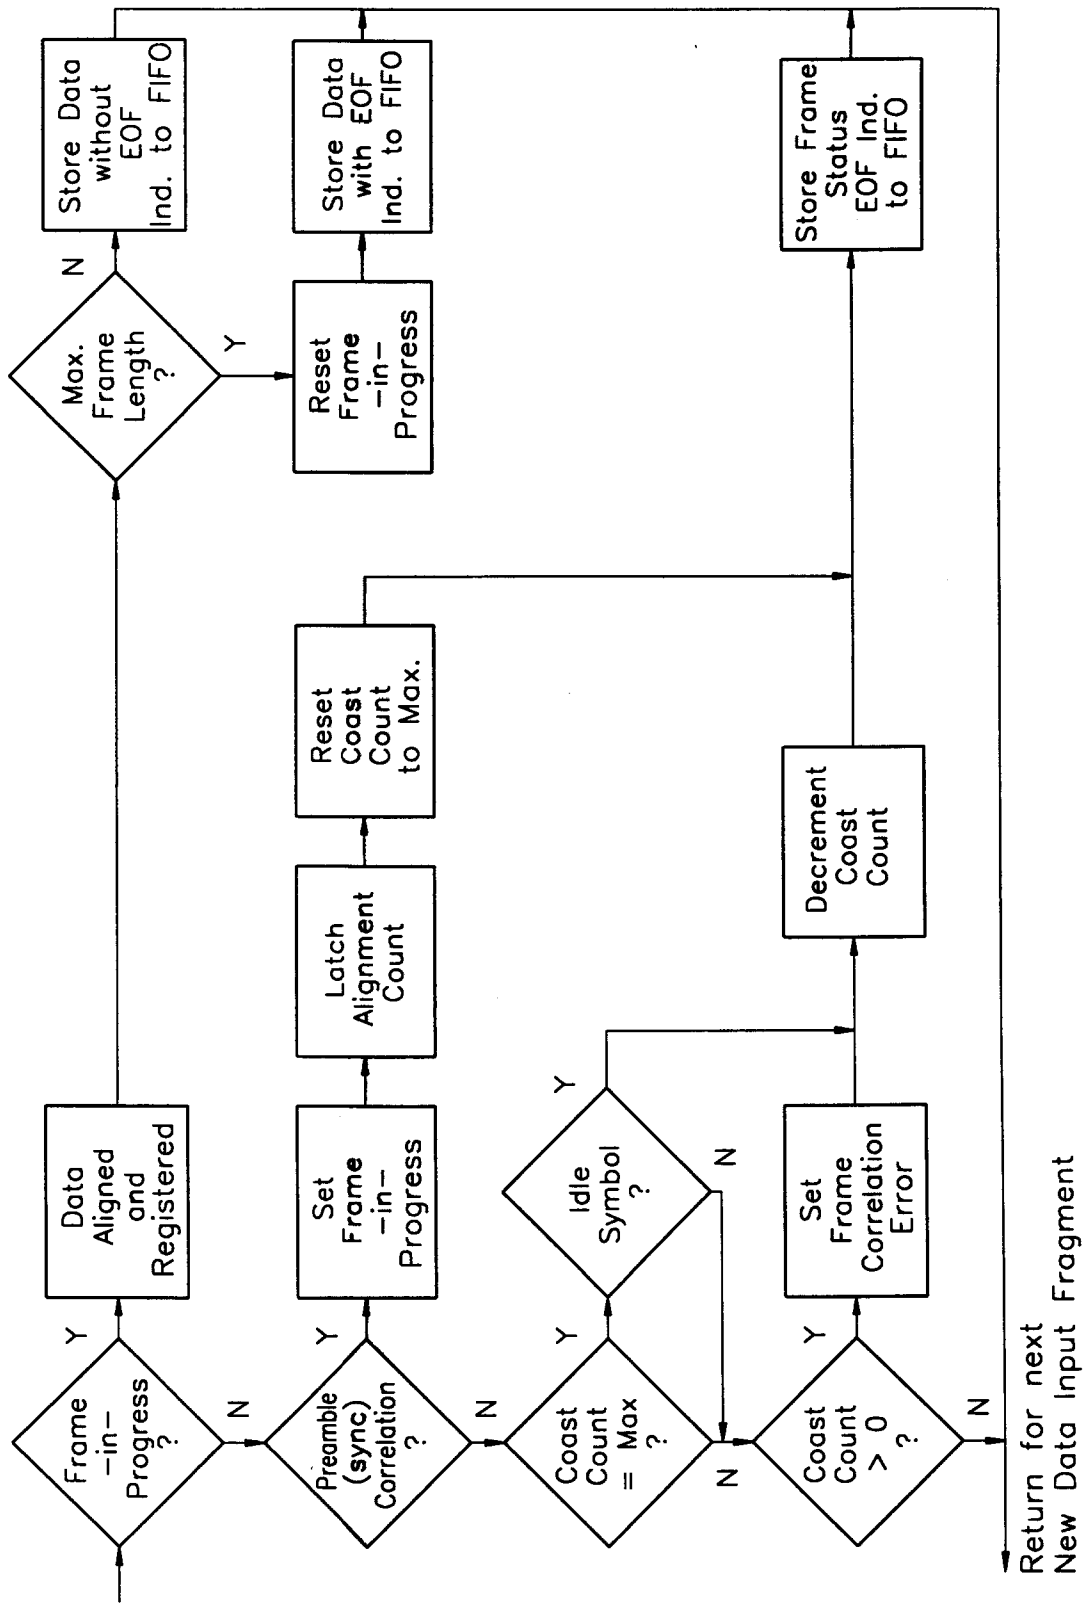 Frame
-in-
Progress
?
Y
N
Data
Aligned
and
Registered
Max.
Frame
Length
?
N
Y
Store Data
without
EOF
Ind. to FIFO
Reset
Frame
-in-
Progress
Store Data
with EOF
Ind. to FIFO
Preamble
(sync)
Correlation
?
Y
N
Set
Frame
-in-
Progress
Latch
Alignment
Count
Reset
Coast
Count
to Max.
Coast
Count
= Max
?
Y
N
Idle
Symbol
?
Y
N
Coast
Count
> 0
?
Y
N
Set
Frame
Correlation
Error
Decrement
Coast
Count
Store Frame
Status
EOF Ind.
to FIFO
Return for next
New Data Input Fragment